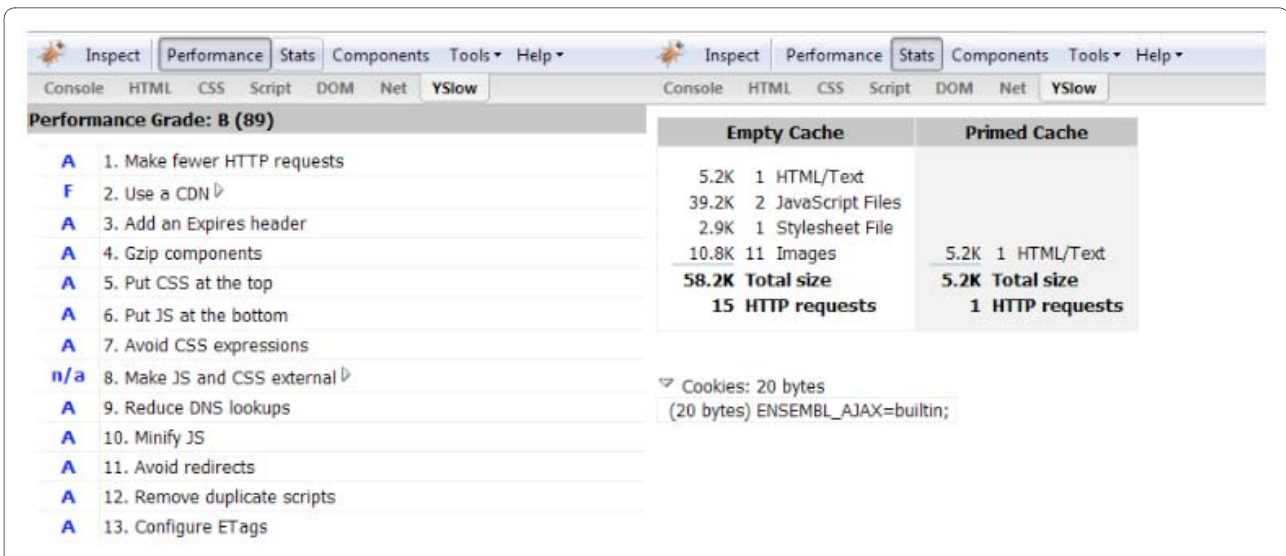 Inspect Performance Stats Components Tools Help
Console HTML CSS Script DOM Net YSlow
Performance Grade: B (89)
A 1. Make fewer HTTP requests
F 2. Use a CDN
A 3. Add an Expires header
A 4. Gzip components
A 5. Put CSS at the top
A 6. Put JS at the bottom
A 7. Avoid CSS expressions
n/a 8. Make JS and CSS external
A 9. Reduce DNS lookups
A 10. Minify JS
A 11. Avoid redirects
A 12. Remove duplicate scripts
A 13. Configure ETags
Inspect Performance Stats Components Tools Help
Console HTML CSS Script DOM Net YSlow
Empty Cache
5.2K 1 HTML/Text
39.2K 2 JavaScript Files
2.9K 1 Stylesheet File
10.8K 11 Images
58.2K Total size
15 HTTP requests
Primed Cache
5.2K 1 HTML/Text
5.2K Total size
1 HTTP requests
Cookies: 20 bytes
(20 bytes) ENSEMBL_AJAX=builtin;